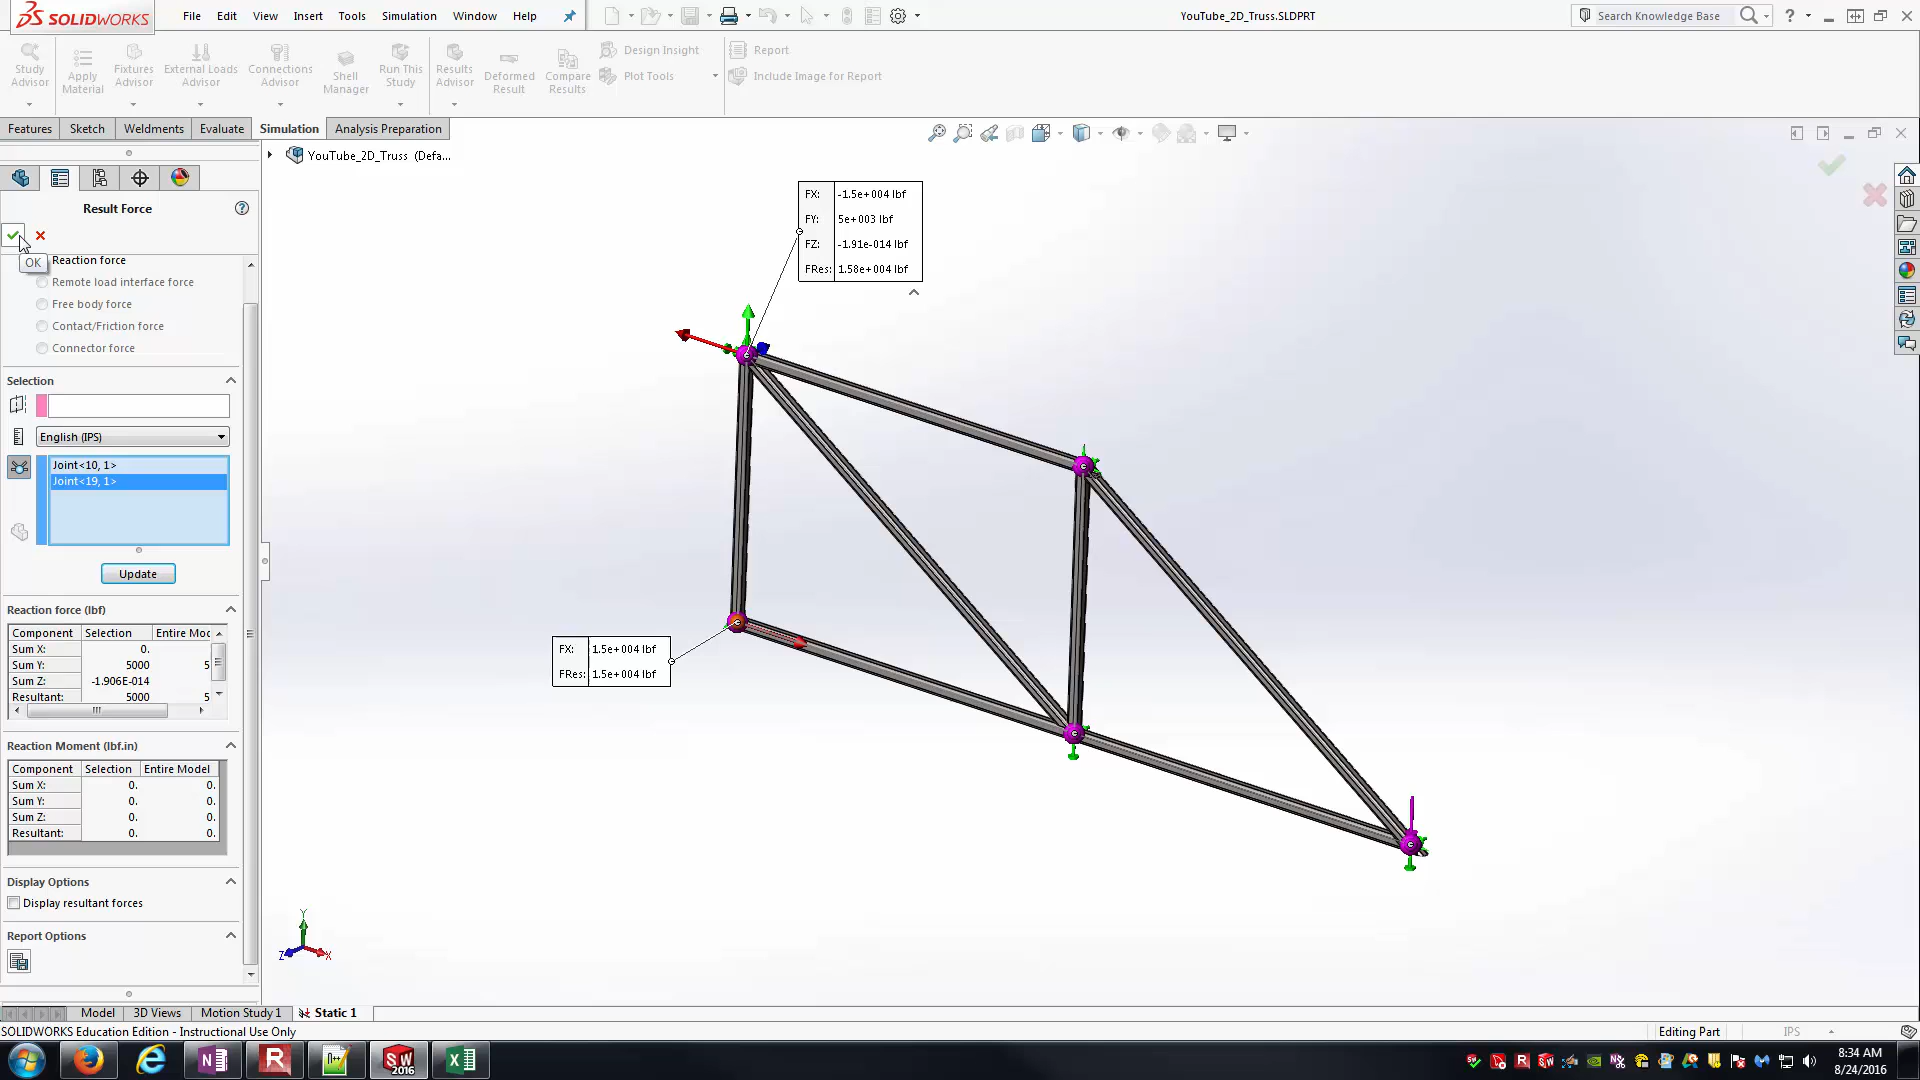 SOLIDWORKS
File Edit View Insert Tools Simulation Window Help
YouTube_2D_Truss.SLDPRT
Search Knowledge Base
?
Study Advisor
Apply Material
Fixtures Advisor
External Loads Advisor
Connections Advisor
Shell Manager
Run This Study
Results Advisor
Deformed Result
Compare Results
Design Insight
Plot Tools
Report
Include Image for Report
Features Sketch Weldments Evaluate Simulation Analysis Preparation
YouTube_2D_Truss (Defa...
Result Force
?
OK
Reaction force
Remote load interface force
Free body force
Contact/Friction force
Connector force
Selection
English (IPS)
Joint<10, 1>
Joint<19, 1>
Update
Reaction force (lbf)
Component Selection Entire Moc
Sum X: 0.
Sum Y: 5000 5
Sum Z: -1.906E-014
Resultant: 5000 5
Reaction Moment (lbf.in)
Component Selection Entire Model
Sum X: 0. 0.
Sum Y: 0. 0.
Sum Z: 0. 0.
Resultant: 0. 0.
Display Options
Display resultant forces
Report Options
FX: -1.5e+004 lbf
FY: 5e+003 lbf
FZ: -1.91e-014 lbf
FRes: 1.58e+004 lbf
FX: 1.5e+004 lbf
FRes: 1.5e+004 lbf
Y
Z X
Model 3D Views Motion Study 1 Static 1
SOLIDWORKS Education Edition - Instructional Use Only
Editing Part IPS
SW 2016
8:34 AM
8/24/2016